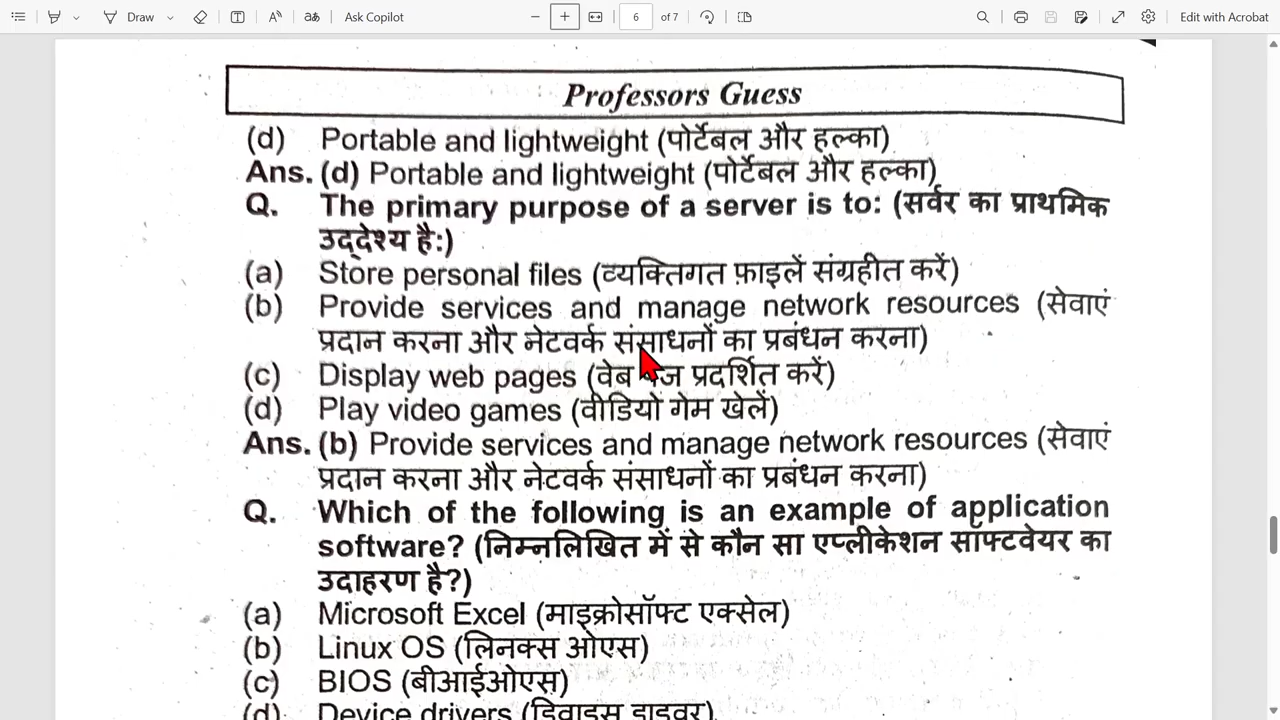 Draw
Ask Copilot
6 of 7
Edit with Acrobat
Professors Guess
(d) Portable and lightweight (पोर्टेबल और हल्का)
Ans. (d) Portable and lightweight (पोर्टेबल और हल्का)
Q. The primary purpose of a server is to: (सर्वर का प्राथमिक
उद्देश्य है:)
(a) Store personal files (व्यक्तिगत फ़ाइलें संग्रहीत करें)
(b) Provide services and manage network resources (सेवाएं
प्रदान करना और नेटवर्क संसाधनों का प्रबंधन करना)
(c) Display web pages (वेब पेज प्रदर्शित करें)
(d) Play video games (वीडियों गेम खेलें)
Ans. (b) Provide services and manage network resources (सेवाएं
प्रदान करना और नेटवर्क संसाधनों का प्रबंधन करना)
Q. Which of the following is an example of application
software? (निम्नलिखित में से कौन सा एप्लीकेशन सॉफ्टवेयर का
उदाहरण है?)
(a) Microsoft Excel (माइक्रोसॉफ्ट एक्सेल)
(b) Linux OS (लिनक्स ओएस)
(c) BIOS (बीआईओएस)
(d) Device drivers (डिवाइस ड्राइवर)